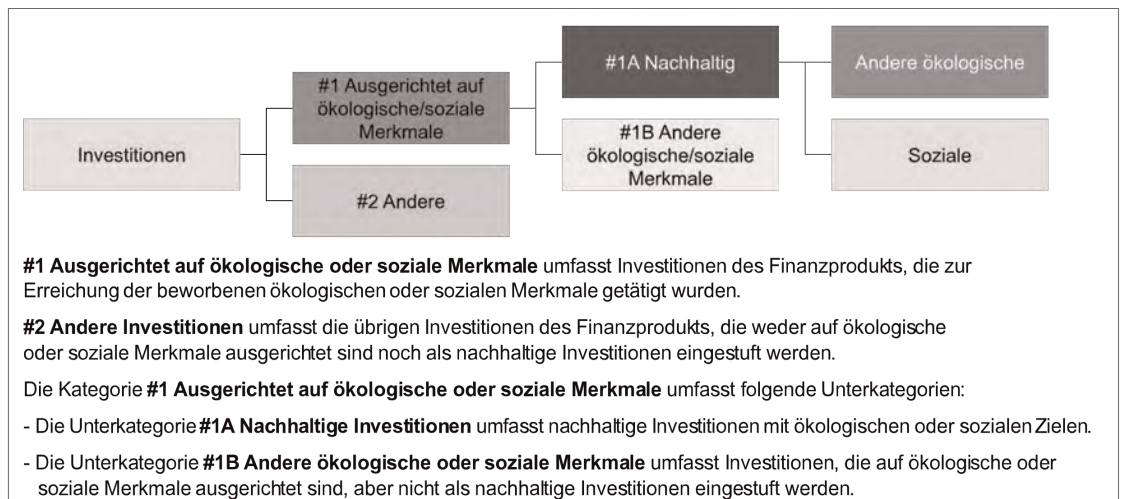 #1A Nachhaltig
Andere ökologische
#1 Ausgerichtet auf
ökologische/soziale
Merkmale
Investitionen
#1B Andere
ökologische/soziale
Merkmale
Soziale
#2 Andere
#1 Ausgerichtet auf ökologische oder soziale Merkmale umfasst Investitionen des Finanzprodukts, die zur
Erreichung der beworbenen ökologischen oder sozialen Merkmale getätigt wurden.
#2 Andere Investitionen umfasst die übrigen Investitionen des Finanzprodukts, die weder auf ökologische
oder soziale Merkmale ausgerichtet sind noch als nachhaltige Investitionen eingestuft werden.
Die Kategorie #1 Ausgerichtet auf ökologische oder soziale Merkmale umfasst folgende Unterkategorien:
- Die Unterkategorie #1A Nachhaltige Investitionen umfasst nachhaltige Investitionen mit ökologischen oder sozialen Zielen.
- Die Unterkategorie #1B Andere ökologische oder soziale Merkmale umfasst Investitionen, die auf ökologische oder
soziale Merkmale ausgerichtet sind, aber nicht als nachhaltige Investitionen eingestuft werden.